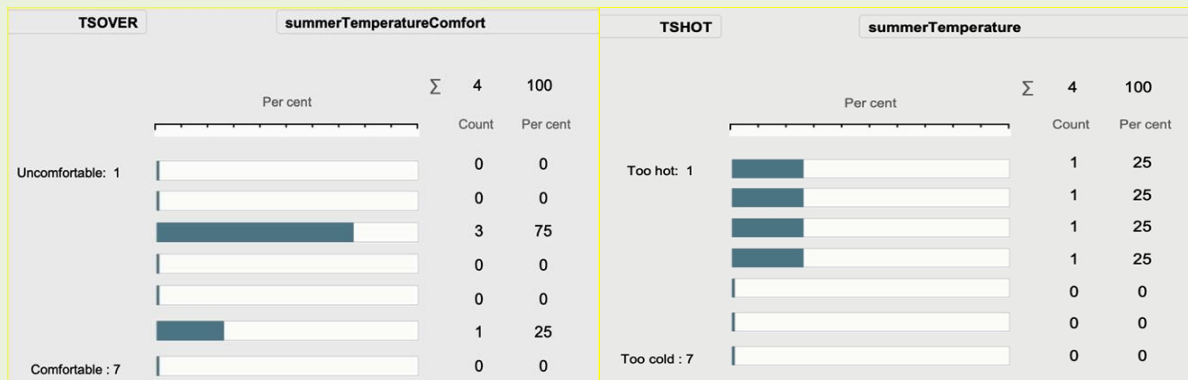 TSOVER summerTemperatureComfort
∑ 4 100
Per cent
Count Per cent
Uncomfortable: 1 0 0
0 0
3 75
0 0
0 0
1 25
Comfortable : 7 0 0
TSHOT summerTemperature
∑ 4 100
Per cent
Count Per cent
Too hot: 1 1 25
1 25
1 25
1 25
0 0
0 0
Too cold : 7 0 0